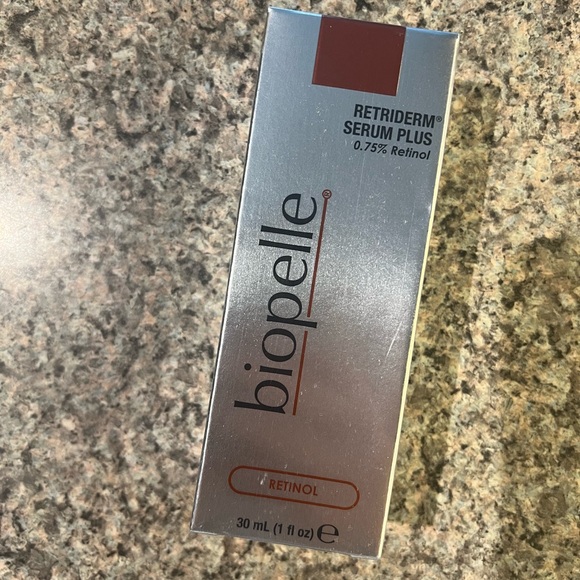 RETRIDERM®
SERUM PLUS
0.75% Retinol
biopelle®
RETINOL
30 mL (1 fl oz) ℮